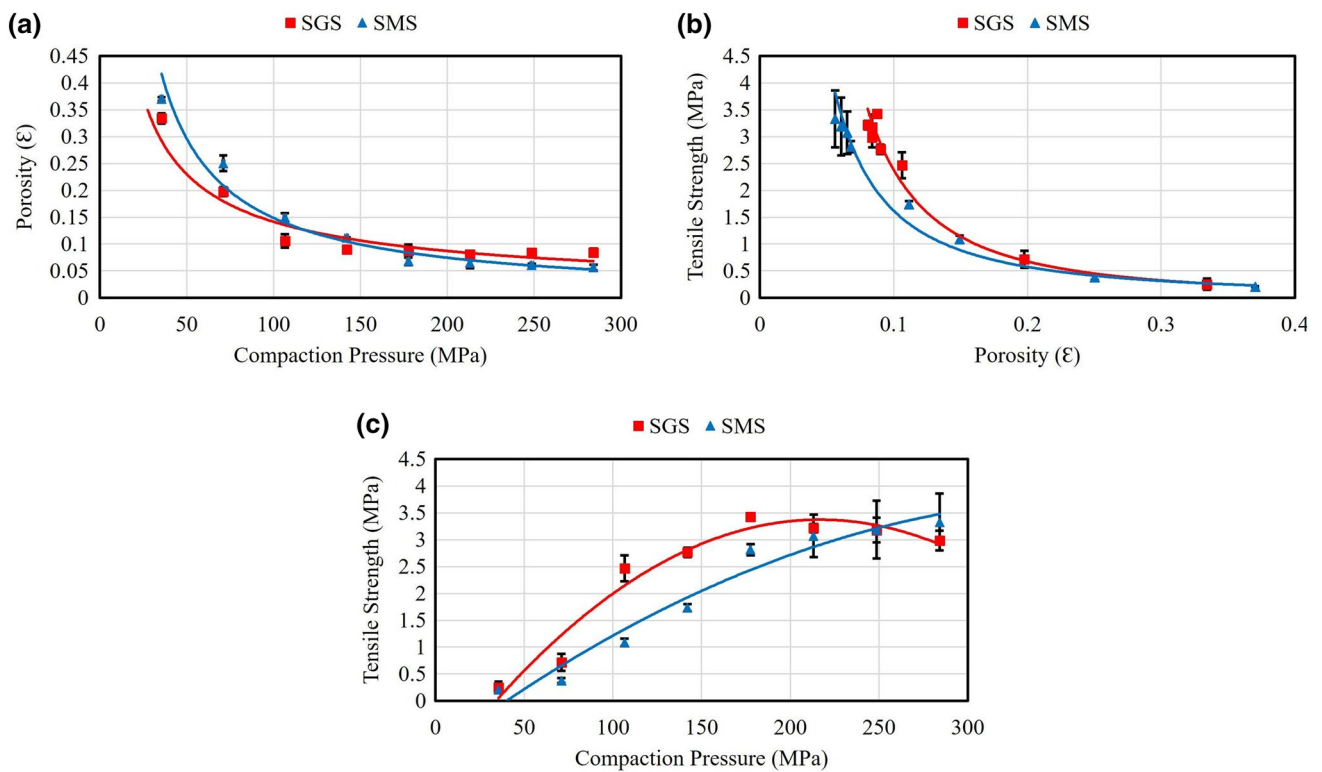 (a)
SGS SMS
Porosity (Ɛ)
0.45
0.4
0.35
0.3
0.25
0.2
0.15
0.1
0.05
0
0 50 100 150 200 250 300
Compaction Pressure (MPa)
(b)
SGS SMS
Tensile Strength (MPa)
4.5
4
3.5
3
2.5
2
1.5
1
0.5
0
0 0.1 0.2 0.3 0.4
Porosity (Ɛ)
(c)
SGS SMS
Tensile Strength (MPa)
4.5
4
3.5
3
2.5
2
1.5
1
0.5
0
0 50 100 150 200 250 300
Compaction Pressure (MPa)